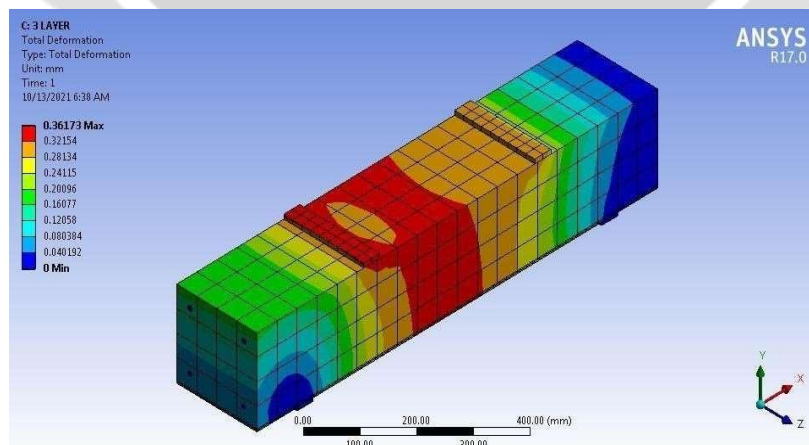 C: 3 LAYER
Total Deformation
Type: Total Deformation
Unit: mm
Time: 1
10/13/2021 6:30 AM
0.36173 Max
0.32154
0.28134
0.24115
0.20096
0.16077
0.12058
0.080384
0.040192
0 Min
ANSYS
R17.0
0.00 200.00 400.00 (mm)
100.00 300.00
Y
X
Z